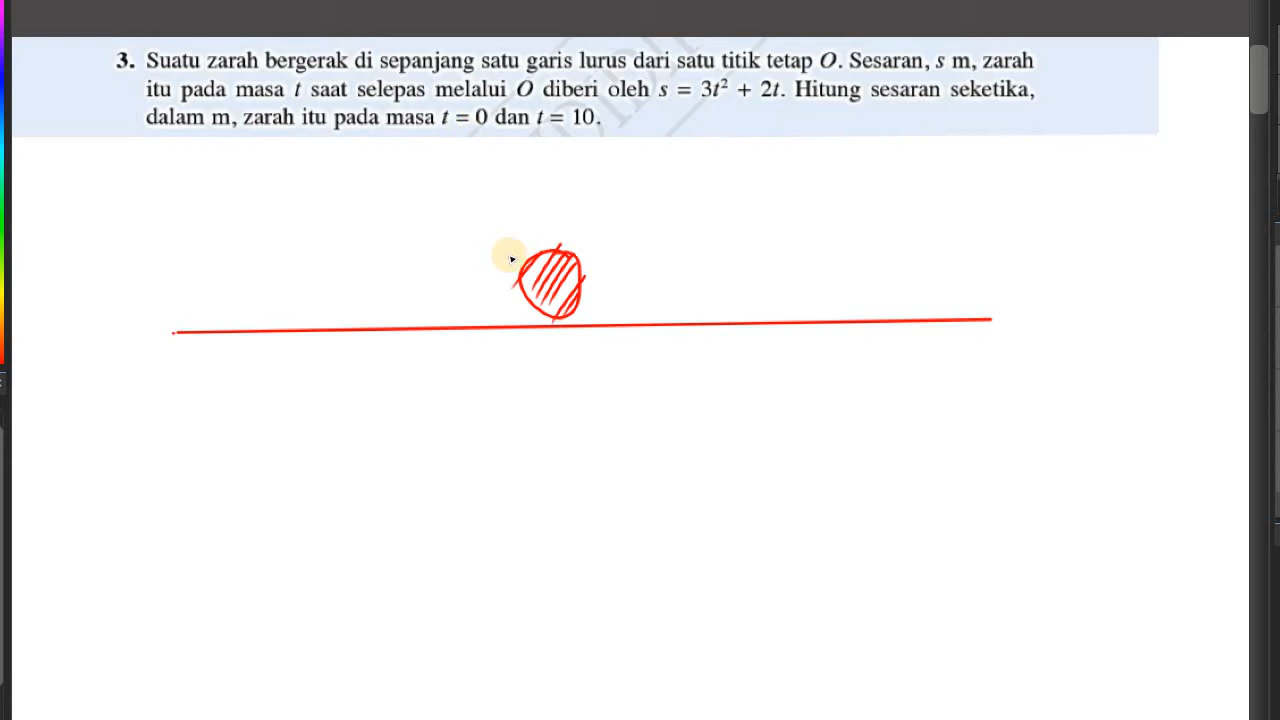 3. Suatu zarah bergerak di sepanjang satu garis lurus dari satu titik tetap O. Sesaran, s m, zarah
itu pada masa t saat selepas melalui O diberi oleh s = 3t² + 2t. Hitung sesaran seketika,
dalam m, zarah itu pada masa t = 0 dan t = 10.